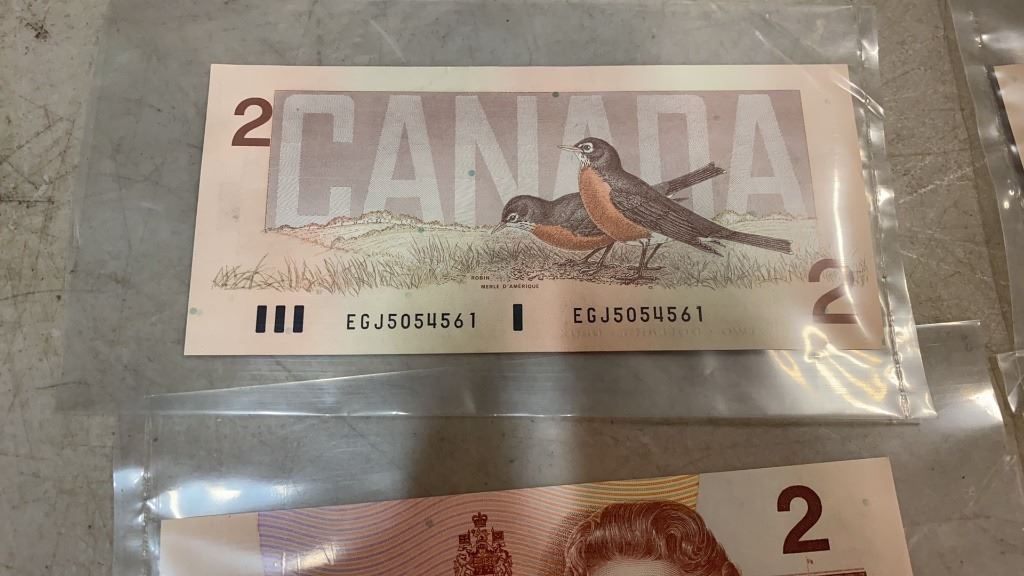 2
CANADA
ROBIN
MERLE D'AMÉRIQUE
2
EGJ5054561 EGJ5054561
2